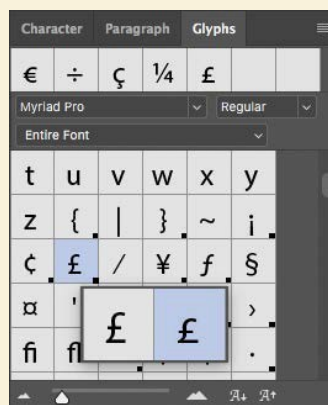 Character Paragraph Glyphs
€ ÷ ç ¼ £
Myriad Pro Regular
Entire Font
t u v w x y
z { | } ~ ¡
¢ £ ⁄ ¥ ƒ §
¤ ' ›
£ £
ﬁ ﬂ ·